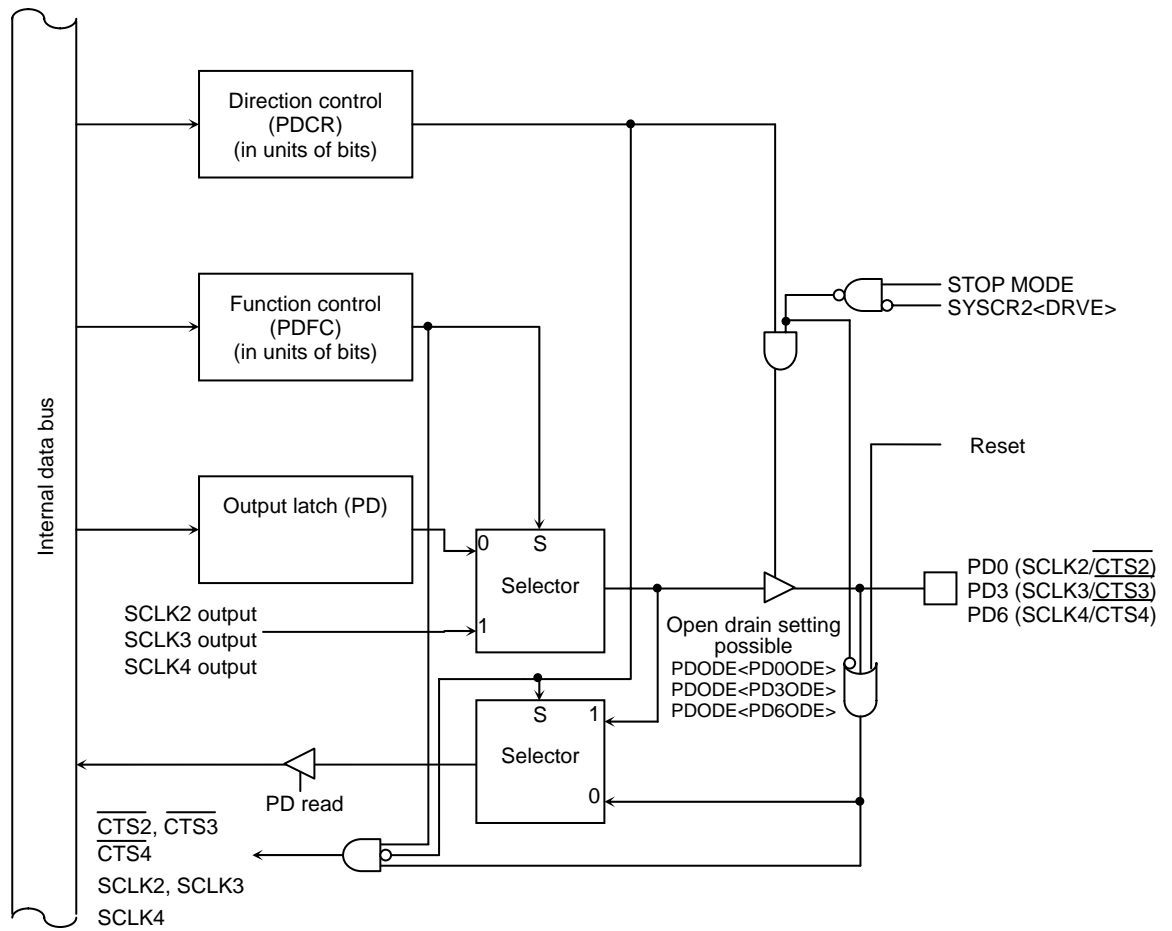 Direction control
(PDCR)
(in units of bits)
STOP MODE
SYSCR2<DRVE>
Function control
(PDFC)
(in units of bits)
Internal data bus
Reset
Output latch (PD)
0
S
Selector
1
SCLK2 output
SCLK3 output
SCLK4 output
PD0 (SCLK2/CTS2)
PD3 (SCLK3/CTS3)
PD6 (SCLK4/CTS4)
Open drain setting
possible
PDODE<PD0ODE>
PDODE<PD3ODE>
PDODE<PD6ODE>
S
1
Selector
0
PD read
CTS2, CTS3
CTS4
SCLK2, SCLK3
SCLK4